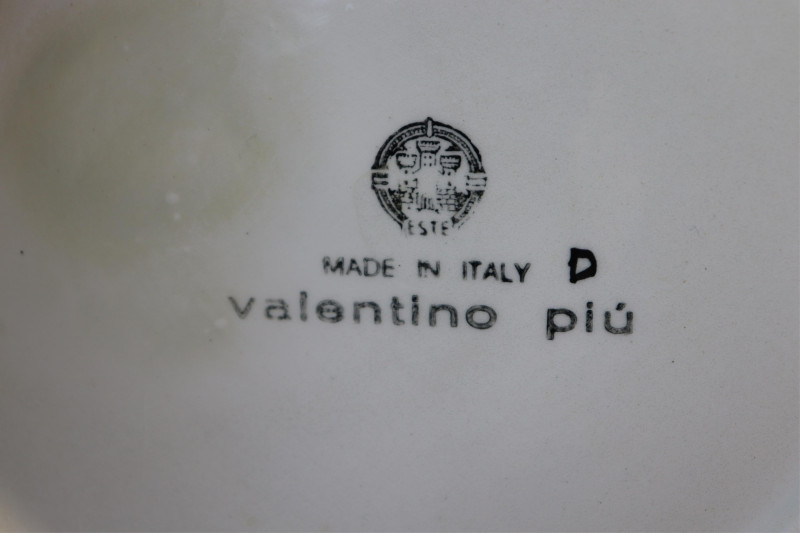 ESTE
MADE IN ITALY D
valentino piú